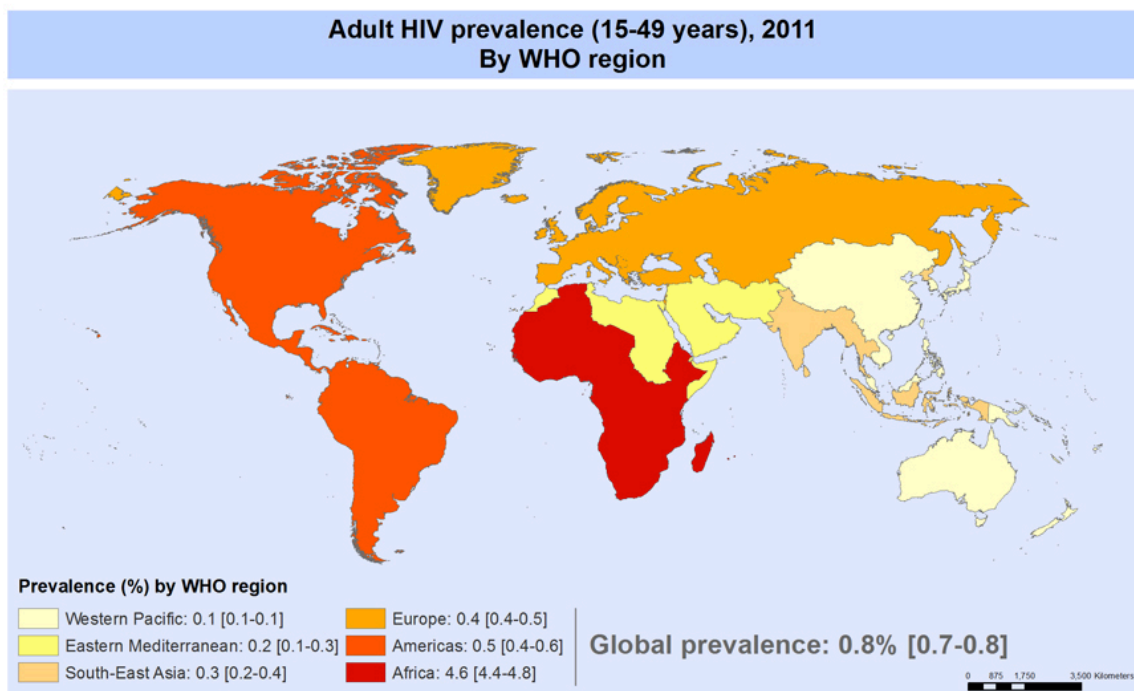 Adult HIV prevalence (15-49 years), 2011
By WHO region
Prevalence (%) by WHO region
Western Pacific: 0.1 [0.1-0.1]
Eastern Mediterranean: 0.2 [0.1-0.3]
South-East Asia: 0.3 [0.2-0.4]
Europe: 0.4 [0.4-0.5]
Americas: 0.5 [0.4-0.6]
Africa: 4.6 [4.4-4.8]
Global prevalence: 0.8% [0.7-0.8]
0 875 1,750 3,500 Kilometers